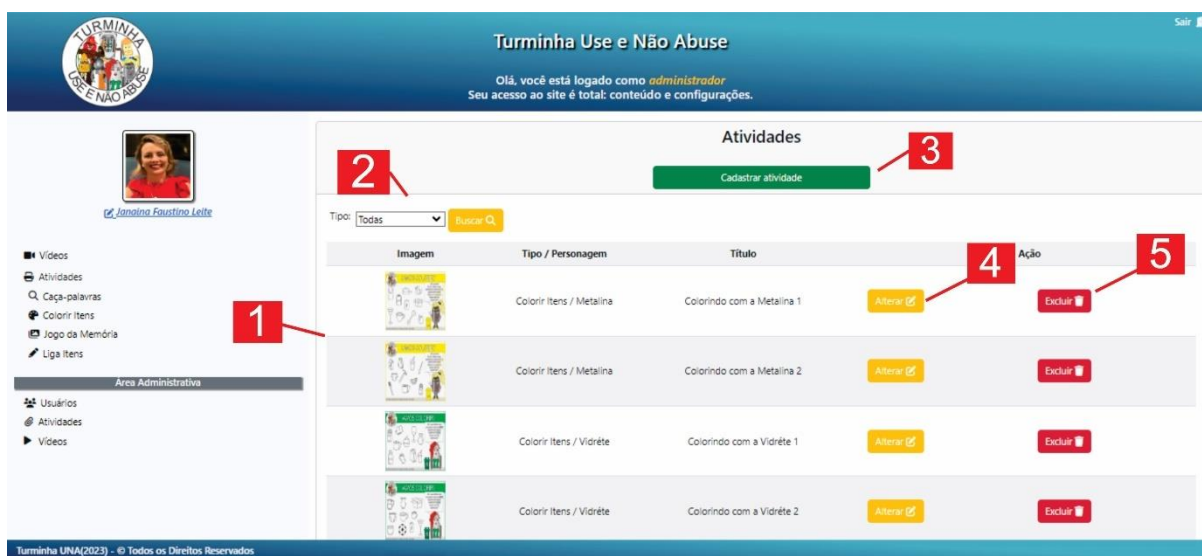 Sair
TURMINHA
USE E NÃO ABUSE
Turminha Use e Não Abuse
Olá, você está logado como administrador
Seu acesso ao site é total: conteúdo e configurações.
Janaina Faustino Leite
Vídeos
Atividades
Caça-palavras
Colorir Itens
Jogo da Memória
Liga Itens
Área Administrativa
Usuários
Atividades
Vídeos
Atividades
3
Cadastrar atividade
2
Tipo: Todas Buscar
Imagem Tipo / Personagem Título Ação
4
5
1
Colorir Itens / Metalina Colorindo com a Metalina 1 Alterar Excluir
Colorir Itens / Metalina Colorindo com a Metalina 2 Alterar Excluir
Colorir Itens / Vidréte Colorindo com a Vidréte 1 Alterar Excluir
Colorir Itens / Vidréte Colorindo com a Vidréte 2 Alterar Excluir
Turminha UNA(2023) - © Todos os Direitos Reservados